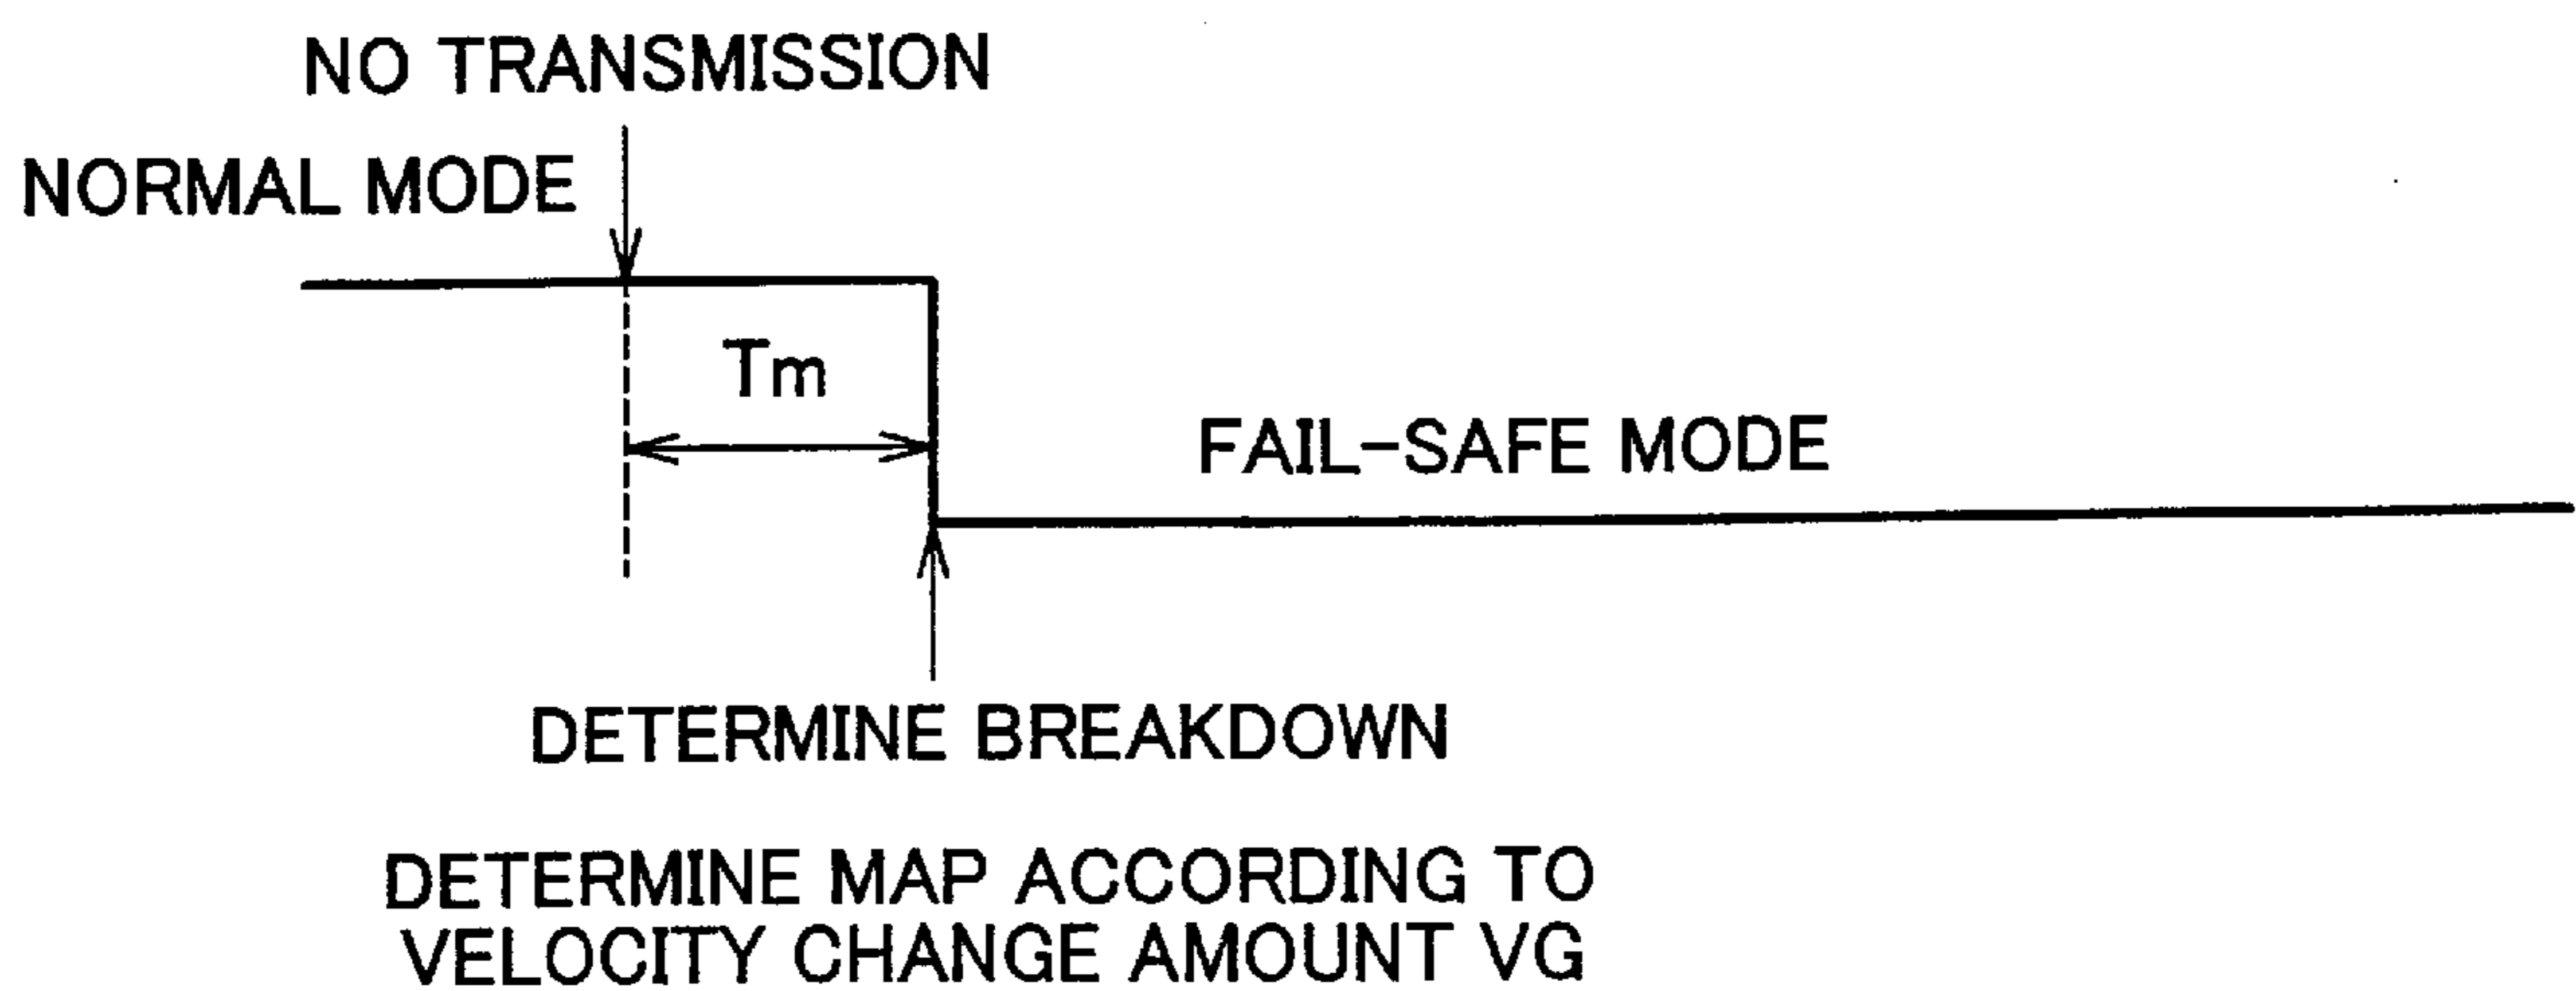 NO TRANSMISSION
NORMAL MODE
Tm
FAIL-SAFE MODE
DETERMINE BREAKDOWN
DETERMINE MAP ACCORDING TO
VELOCITY CHANGE AMOUNT VG